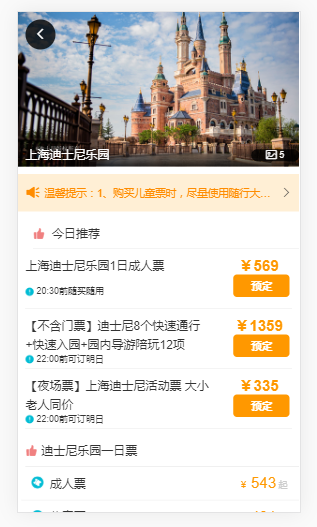 上海迪士尼乐园
5
温馨提示：1、购买儿童票时，尽量使用随行大...
今日推荐
上海迪士尼乐园1日成人票
¥569
20:30前随买随用
预定
【不含门票】迪士尼8个快速通行
+快速入园+园内导游陪玩12项
¥1359
预定
22:00前可订明日
【夜场票】上海迪士尼活动票 大小
老人同价
¥335
预定
22:00前可订明日
迪士尼乐园一日票
成人票
¥ 543 起